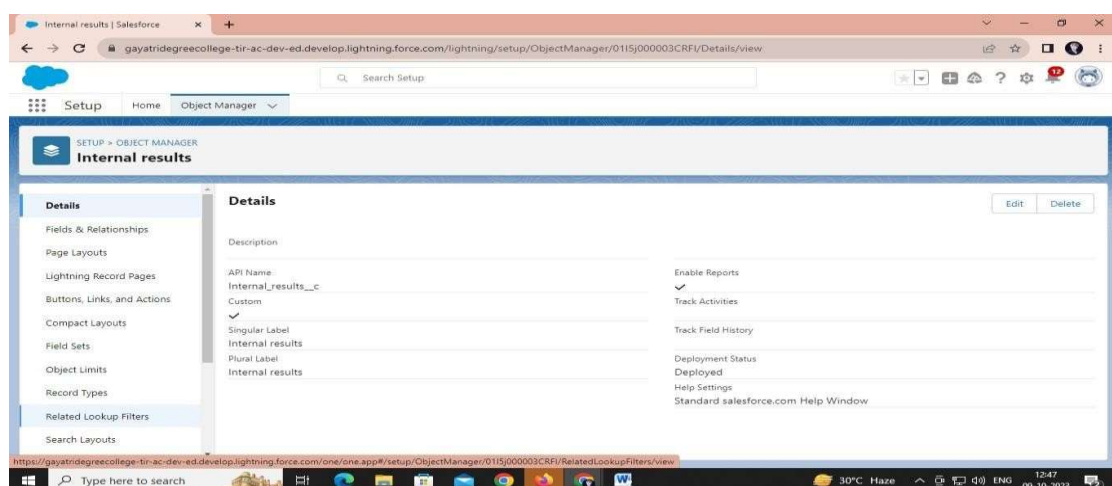 Internal results | Salesforce
gayatridegreecollege-tir-ac-dev-ed.develop.lightning.force.com/lightning/setup/ObjectManager/01I5j000003CRFI/Details/view
Search Setup
12
Setup Home Object Manager
SETUP > OBJECT MANAGER
Internal results
Details
Fields & Relationships
Page Layouts
Lightning Record Pages
Buttons, Links, and Actions
Compact Layouts
Field Sets
Object Limits
Record Types
Related Lookup Filters
Search Layouts
Details
Edit Delete
Description
API Name
Internal_results__c
Custom
Singular Label
Internal results
Plural Label
Internal results
Enable Reports
Track Activities
Track Field History
Deployment Status
Deployed
Help Settings
Standard salesforce.com Help Window
https://gayatridegreecollege-tir-ac-dev-ed.develop.lightning.force.com/one/one.app#/setup/ObjectManager/01I5j000003CRFI/RelatedLookupFilters/view
Type here to search
30°C Haze
ENG
12:47
09-10-2023